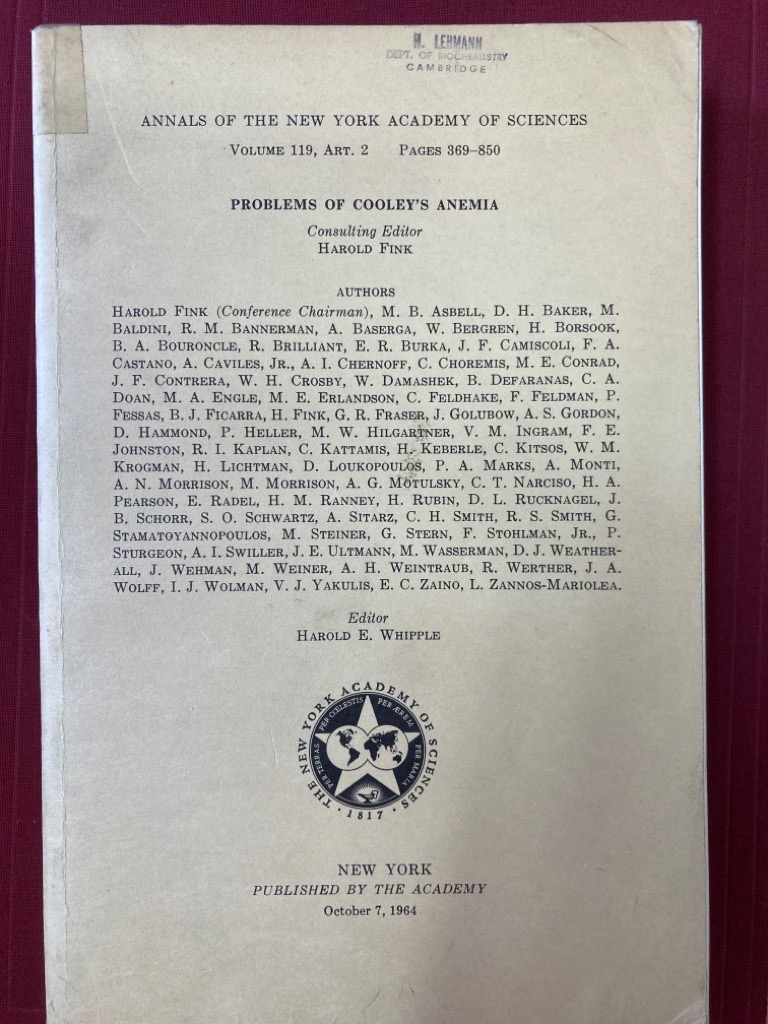 H. LEHMANN
DEPT. OF BIOCHEMISTRY
CAMBRIDGE
ANNALS OF THE NEW YORK ACADEMY OF SCIENCES
VOLUME 119, ART. 2 PAGES 369–850
PROBLEMS OF COOLEY'S ANEMIA
Consulting Editor
HAROLD FINK
AUTHORS
HAROLD FINK (Conference Chairman), M. B. ASBELL, D. H. BAKER, M.
BALDINI, R. M. BANNERMAN, A. BASERGA, W. BERGREN, H. BORSOOK,
B. A. BOURONCLE, R. BRILLIANT, E. R. BURKA, J. F. CAMISCOLI, F. A.
CASTANO, A. CAVILES, JR., A. I. CHERNOFF, C. CHOREMIS, M. E. CONRAD,
J. F. CONTRERA, W. H. CROSBY, W. DAMASHEK, B. DEFARANAS, C. A.
DOAN, M. A. ENGLE, M. E. ERLANDSON, C. FELDHAKE, F. FELDMAN, P.
FESSAS, B. J. FICARRA, H. FINK, G. R. FRASER, J. GOLUBOW, A. S. GORDON,
D. HAMMOND, P. HELLER, M. W. HILGARTNER, V. M. INGRAM, F. E.
JOHNSTON, R. I. KAPLAN, C. KATTAMIS, H. KEBERLE, C. KITSOS, W. M.
KROGMAN, H. LICHTMAN, D. LOUKOPOULOS, P. A. MARKS, A. MONTI,
A. N. MORRISON, M. MORRISON, A. G. MOTULSKY, C. T. NARCISO, H. A.
PEARSON, E. RADEL, H. M. RANNEY, H. RUBIN, D. L. RUCKNAGEL, J.
B. SCHORR, S. O. SCHWARTZ, A. SITARZ, C. H. SMITH, R. S. SMITH, G.
STAMATOYANNOPOULOS, M. STEINER, G. STERN, F. STOHLMAN, JR., P.
STURGEON, A. I. SWILLER, J. E. ULTMANN, M. WASSERMAN, D. J. WEATHER-
ALL, J. WEHMAN, M. WEINER, A. H. WEINTRAUB, R. WERTHER, J. A.
WOLFF, I. J. WOLMAN, V. J. YAKULIS, E. C. ZAINO, L. ZANNOS-MARIOLEA.
Editor
HAROLD E. WHIPPLE
THE NEW YORK ACADEMY OF SCIENCES
PER TERRAS PER CŒLESTIS PER ÆREM PER MARIA
1817
NEW YORK
PUBLISHED BY THE ACADEMY
October 7, 1964